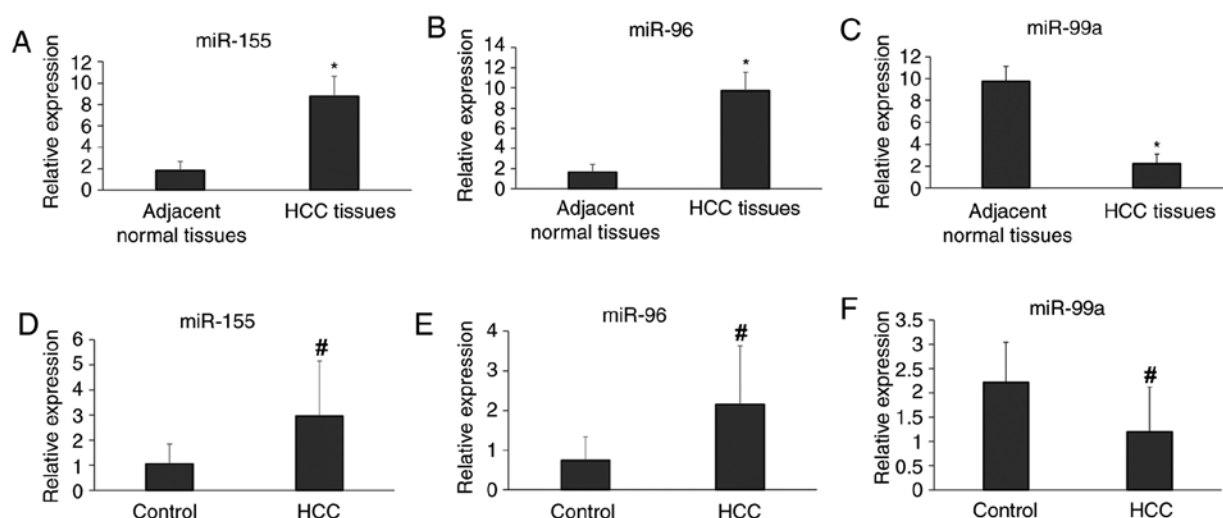 A
miR-155
Relative expression
12
10
8
6
4
2
0
*
Adjacent
normal tissues
HCC tissues
B
miR-96
Relative expression
14
12
10
8
6
4
2
0
*
Adjacent
normal tissues
HCC tissues
C
miR-99a
Relative expression
12
10
8
6
4
2
0
*
Adjacent
normal tissues
HCC tissues
D
miR-155
Relative expression
6
5
4
3
2
1
0
#
Control
HCC
E
miR-96
Relative expression
4
3
2
1
0
#
Control
HCC
F
miR-99a
Relative expression
3.5
3
2.5
2
1.5
1
0.5
0
#
Control
HCC